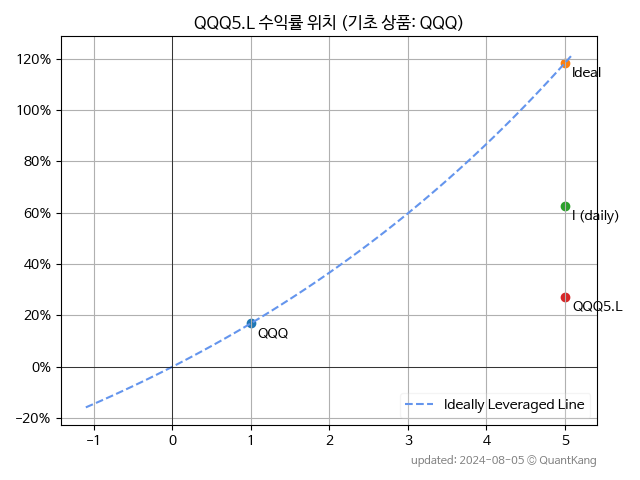 QQQ5.L 수익률 위치 (기초 상품: QQQ)
120%
100%
80%
60%
40%
20%
0%
−20%
Ideal
I (daily)
QQQ5.L
QQQ
Ideally Leveraged Line
−1 0 1 2 3 4 5
updated: 2024-08-05 © QuantKang